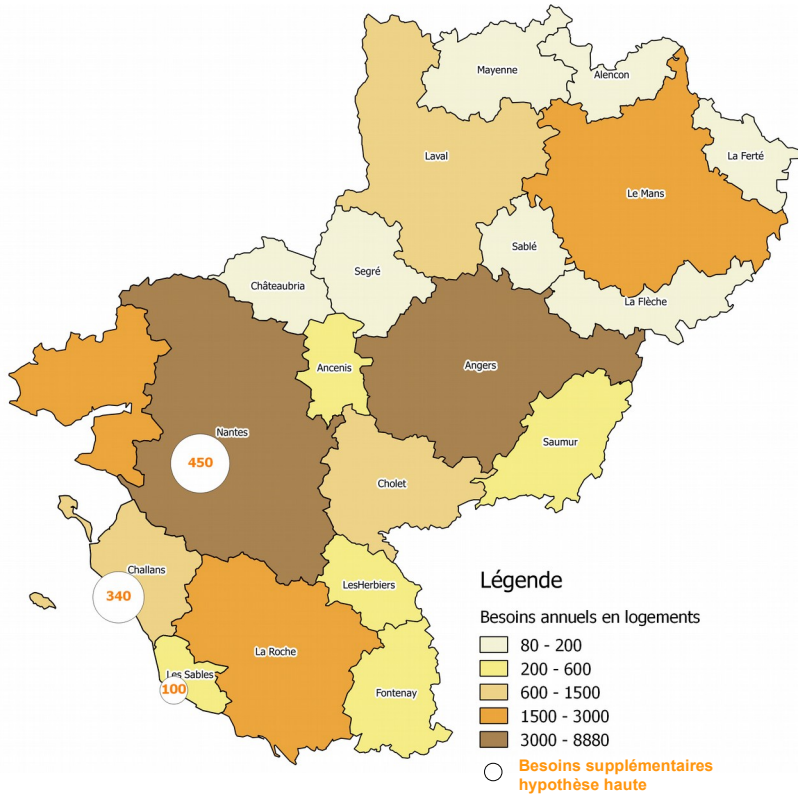 Mayenne
Alencon
Laval
La Ferté
Le Mans
Sablé
Segré
Châteaubria
La Flèche
Ancenis
Angers
Nantes
Saumur
450
Cholet
Challans
LesHerbiers
340
La Roche
Les Sables
100
Fontenay
Légende
Besoins annuels en logements
80 - 200
200 - 600
600 - 1500
1500 - 3000
3000 - 8880
Besoins supplémentaires
hypothèse haute